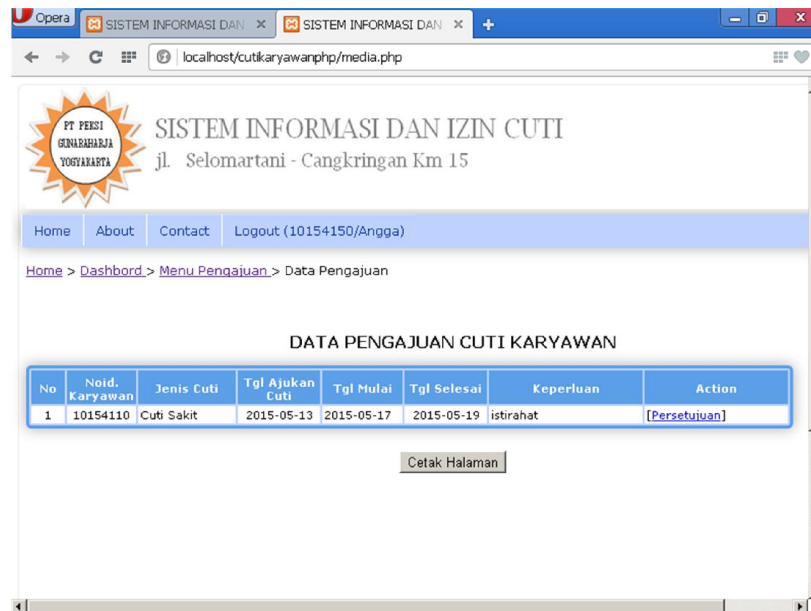 Opera
SISTEM INFORMASI DAN
SISTEM INFORMASI DAN
localhost/cutikaryawanphp/media.php
PT PEKSI
GUNARAHARJA
YOGYAKARTA
SISTEM INFORMASI DAN IZIN CUTI
jl. Selomartani - Cangkringan Km 15
Home About Contact Logout (10154150/Angga)
Home > Dashbord > Menu Pengajuan > Data Pengajuan
DATA PENGAJUAN CUTI KARYAWAN
No Noid. Karyawan Jenis Cuti Tgl Ajukan Cuti Tgl Mulai Tgl Selesai Keperluan Action
1 10154110 Cuti Sakit 2015-05-13 2015-05-17 2015-05-19 istirahat [Persetujuan]
Cetak Halaman